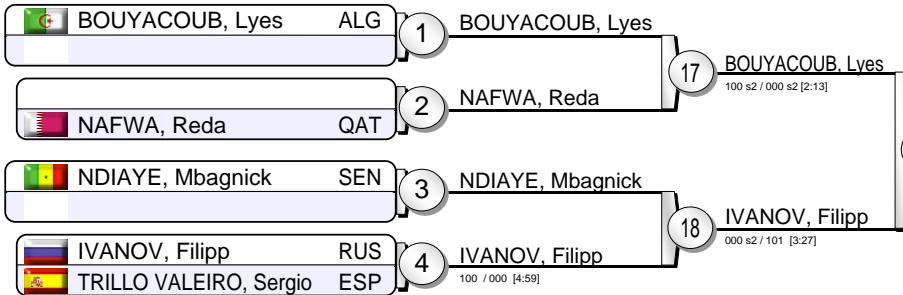 BOUYACOUB, Lyes ALG
1
BOUYACOUB, Lyes
NAFWA, Reda QAT
2
NAFWA, Reda
17
BOUYACOUB, Lyes
100 s2 / 000 s2 [2:13]
NDIAYE, Mbagnick SEN
3
NDIAYE, Mbagnick
IVANOV, Filipp RUS
TRILLO VALEIRO, Sergio ESP
4
IVANOV, Filipp
100 / 000 [4:59]
18
IVANOV, Filipp
000 s2 / 101 [3:27]